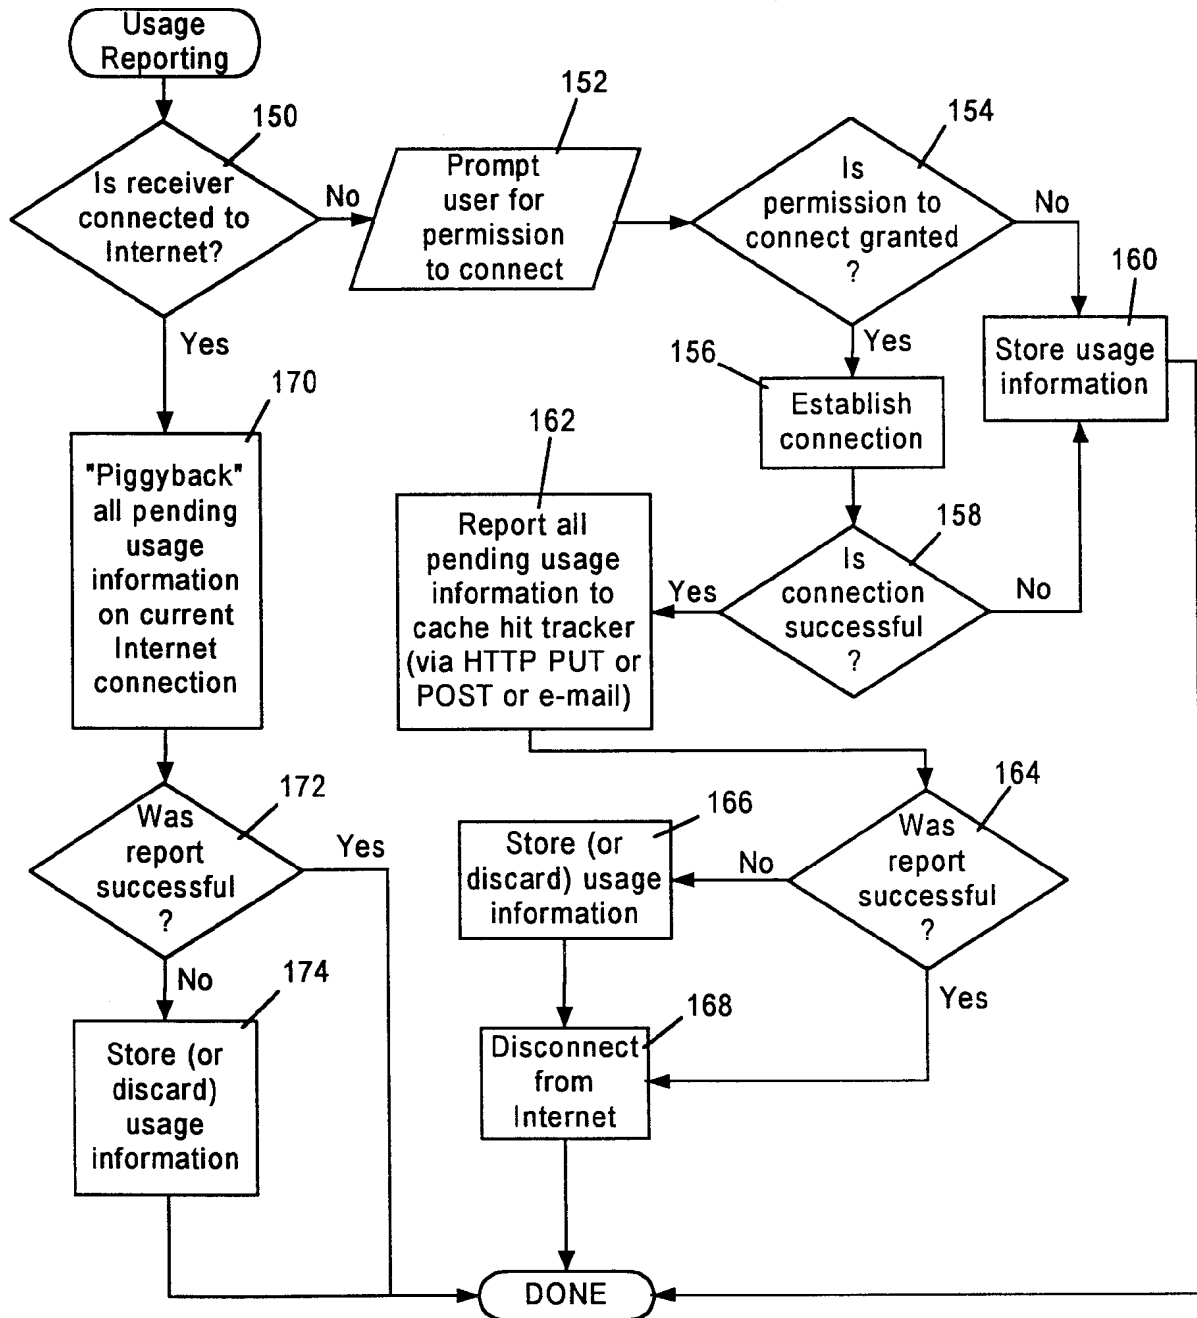 Usage
Reporting
150
Is receiver
connected to
Internet?
No
Yes
152
Prompt
user for
permission
to connect
154
Is
permission to
connect granted
?
No
Yes
160
Store usage
information
156
Establish
connection
158
Is
connection
successful
?
Yes
No
162
Report all
pending usage
information to
cache hit tracker
(via HTTP PUT or
POST or e-mail)
164
Was
report
successful
?
No
Yes
166
Store (or
discard) usage
information
168
Disconnect
from
Internet
170
"Piggyback"
all pending
usage
information
on current
Internet
connection
172
Was
report
successful
?
Yes
No
174
Store (or
discard)
usage
information
DONE